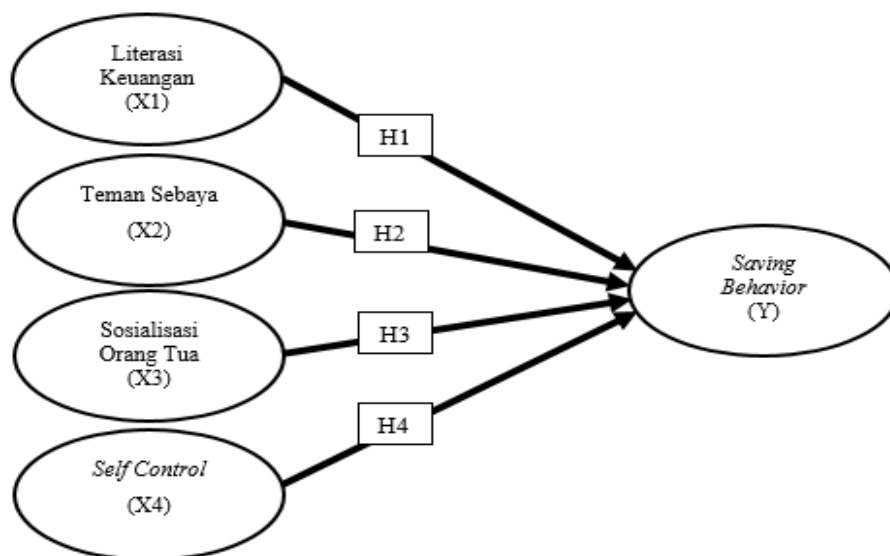 Literasi
Keuangan
(X1)
H1
Teman Sebaya
(X2)
H2
Saving
Behavior
(Y)
Sosialisasi
Orang Tua
(X3)
H3
H4
Self Control
(X4)